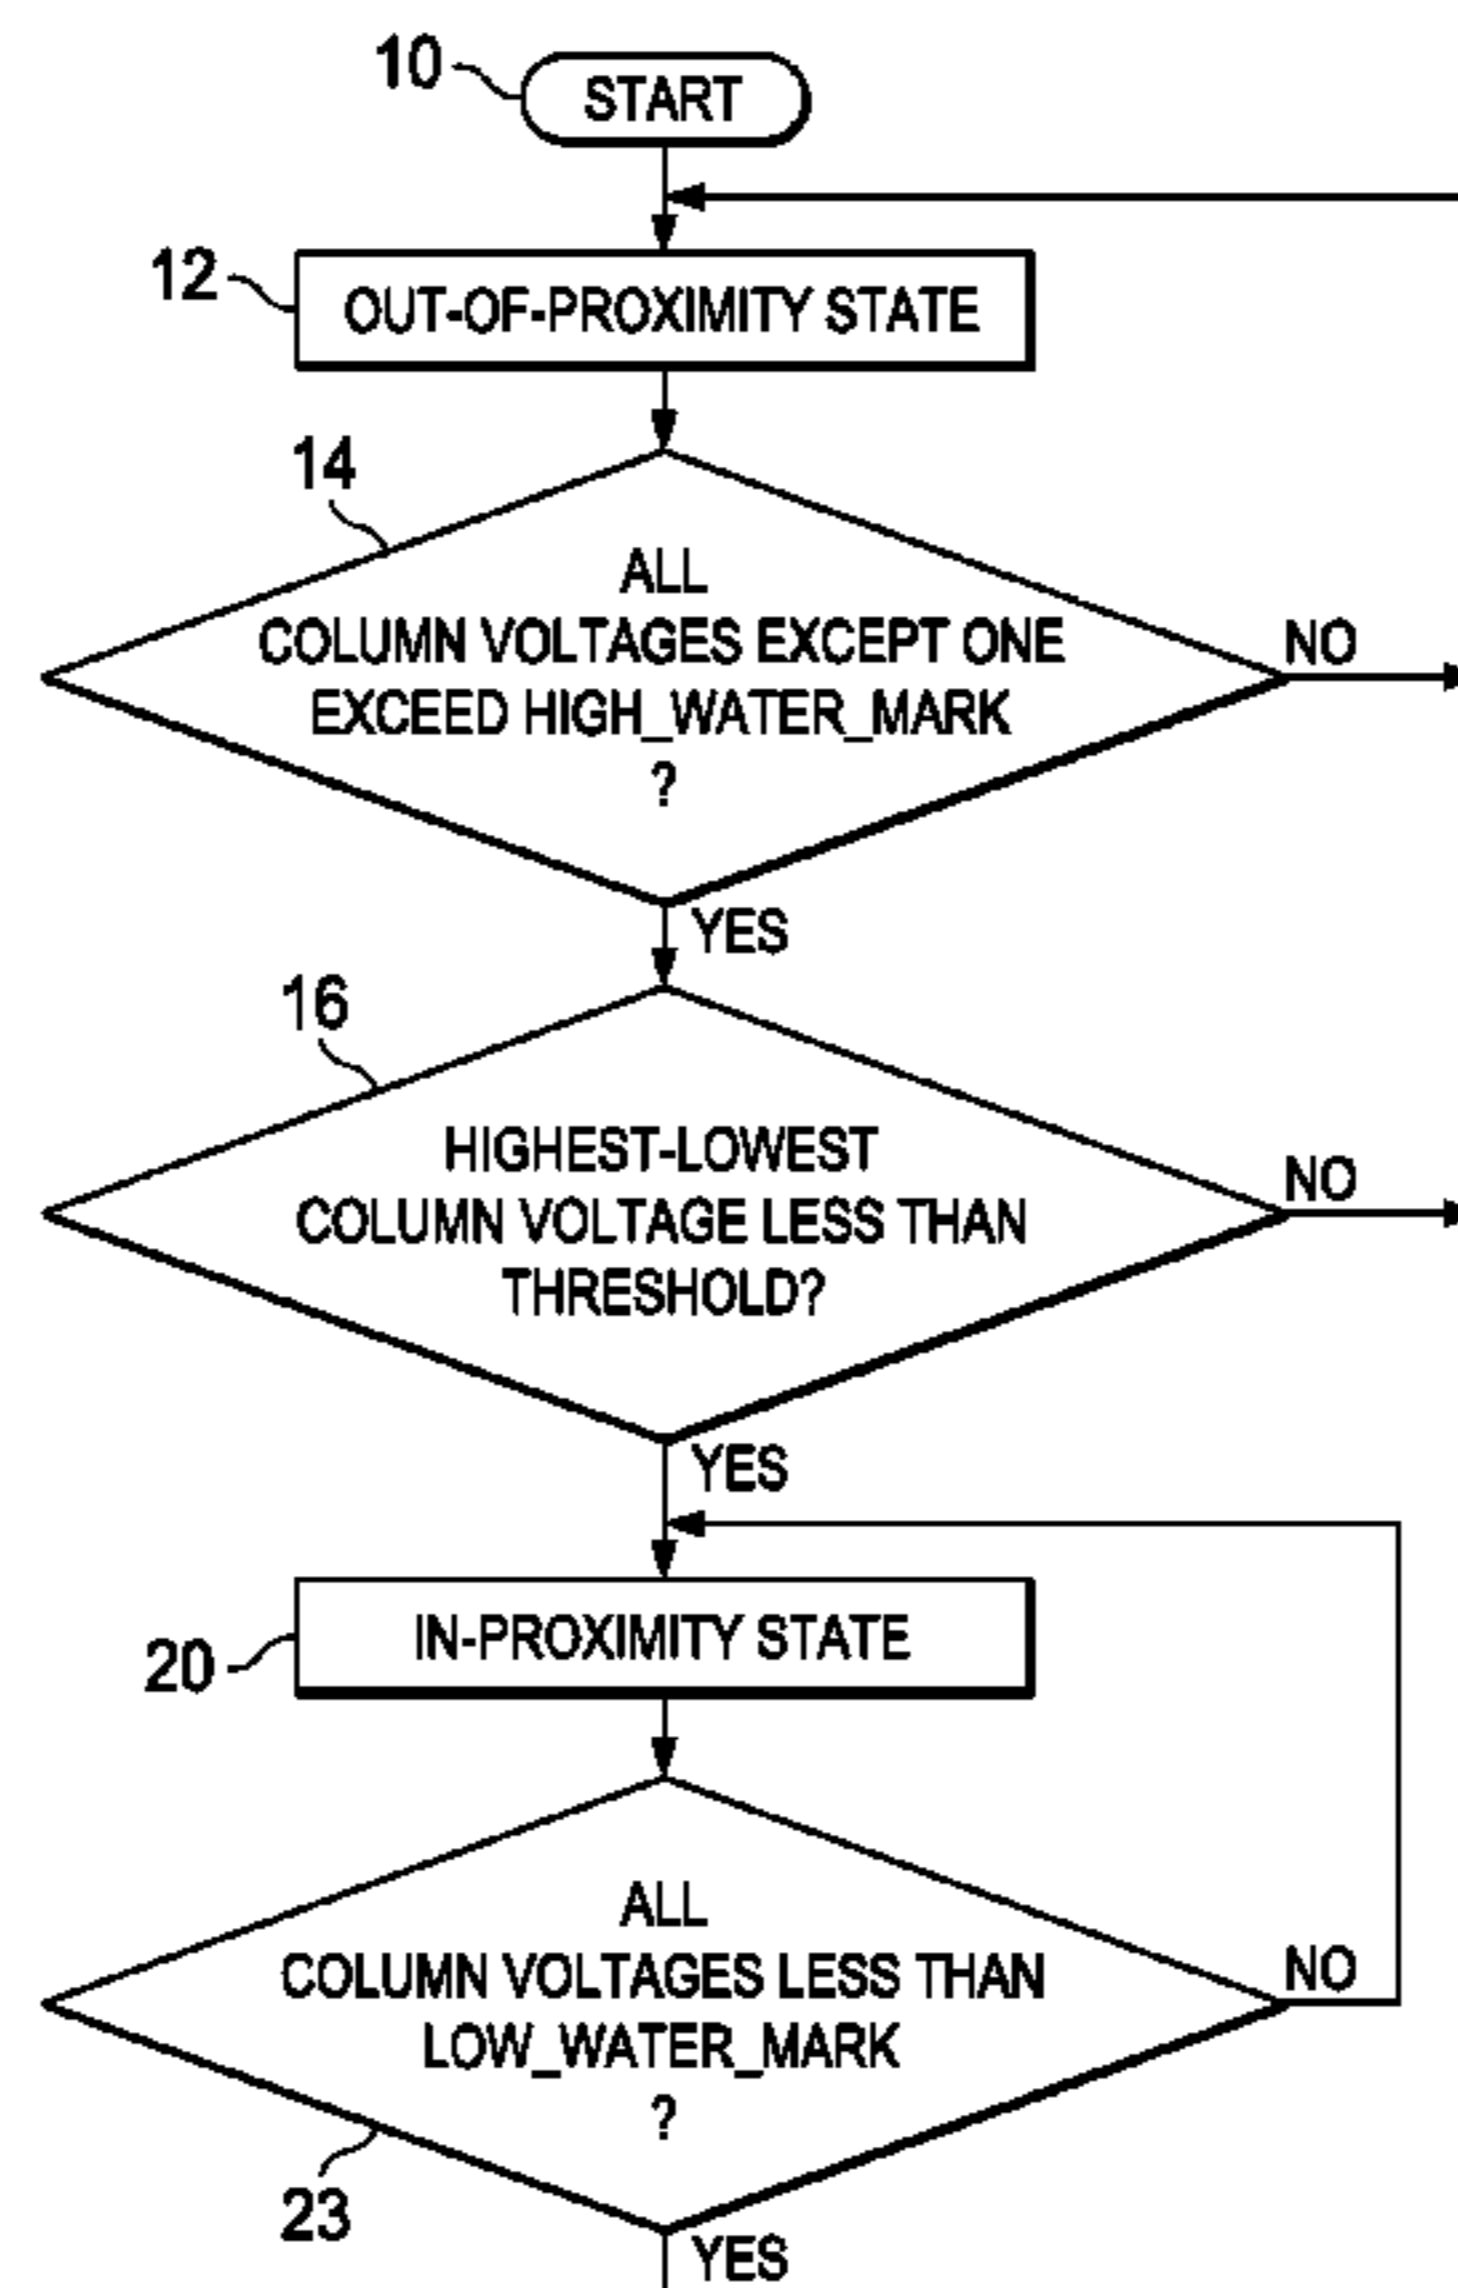 10
START
12
OUT-OF-PROXIMITY STATE
14
ALL
COLUMN VOLTAGES EXCEPT ONE
EXCEED HIGH_WATER_MARK
?
NO
YES
16
HIGHEST-LOWEST
COLUMN VOLTAGE LESS THAN
THRESHOLD?
NO
YES
20
IN-PROXIMITY STATE
ALL
COLUMN VOLTAGES LESS THAN
LOW_WATER_MARK
?
NO
23
YES